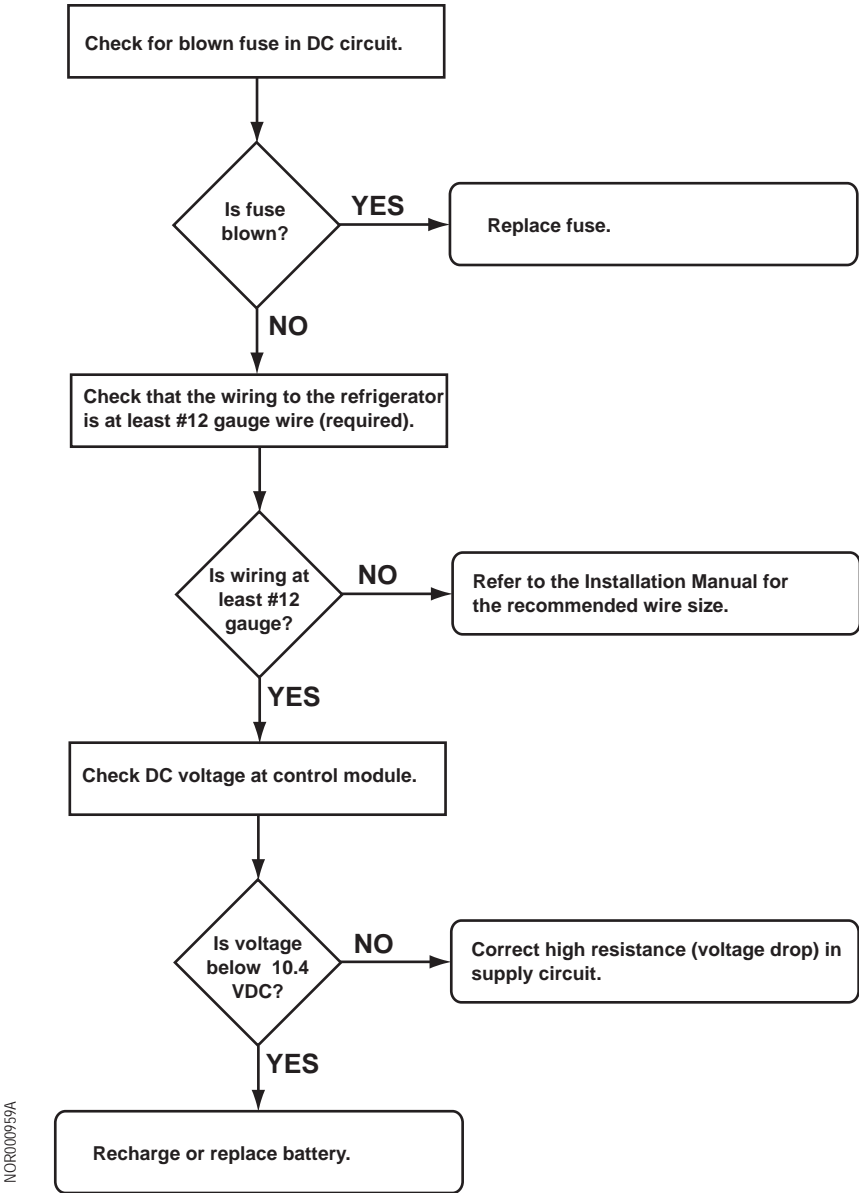 Check for blown fuse in DC circuit.
Is fuse
blown?
YES
Replace fuse.
NO
Check that the wiring to the refrigerator
is at least #12 gauge wire (required).
Is wiring at
least #12
gauge?
NO
Refer to the Installation Manual for
the recommended wire size.
YES
Check DC voltage at control module.
Is voltage
below 10.4
VDC?
NO
Correct high resistance (voltage drop) in
supply circuit.
YES
Recharge or replace battery.
NOR000959A